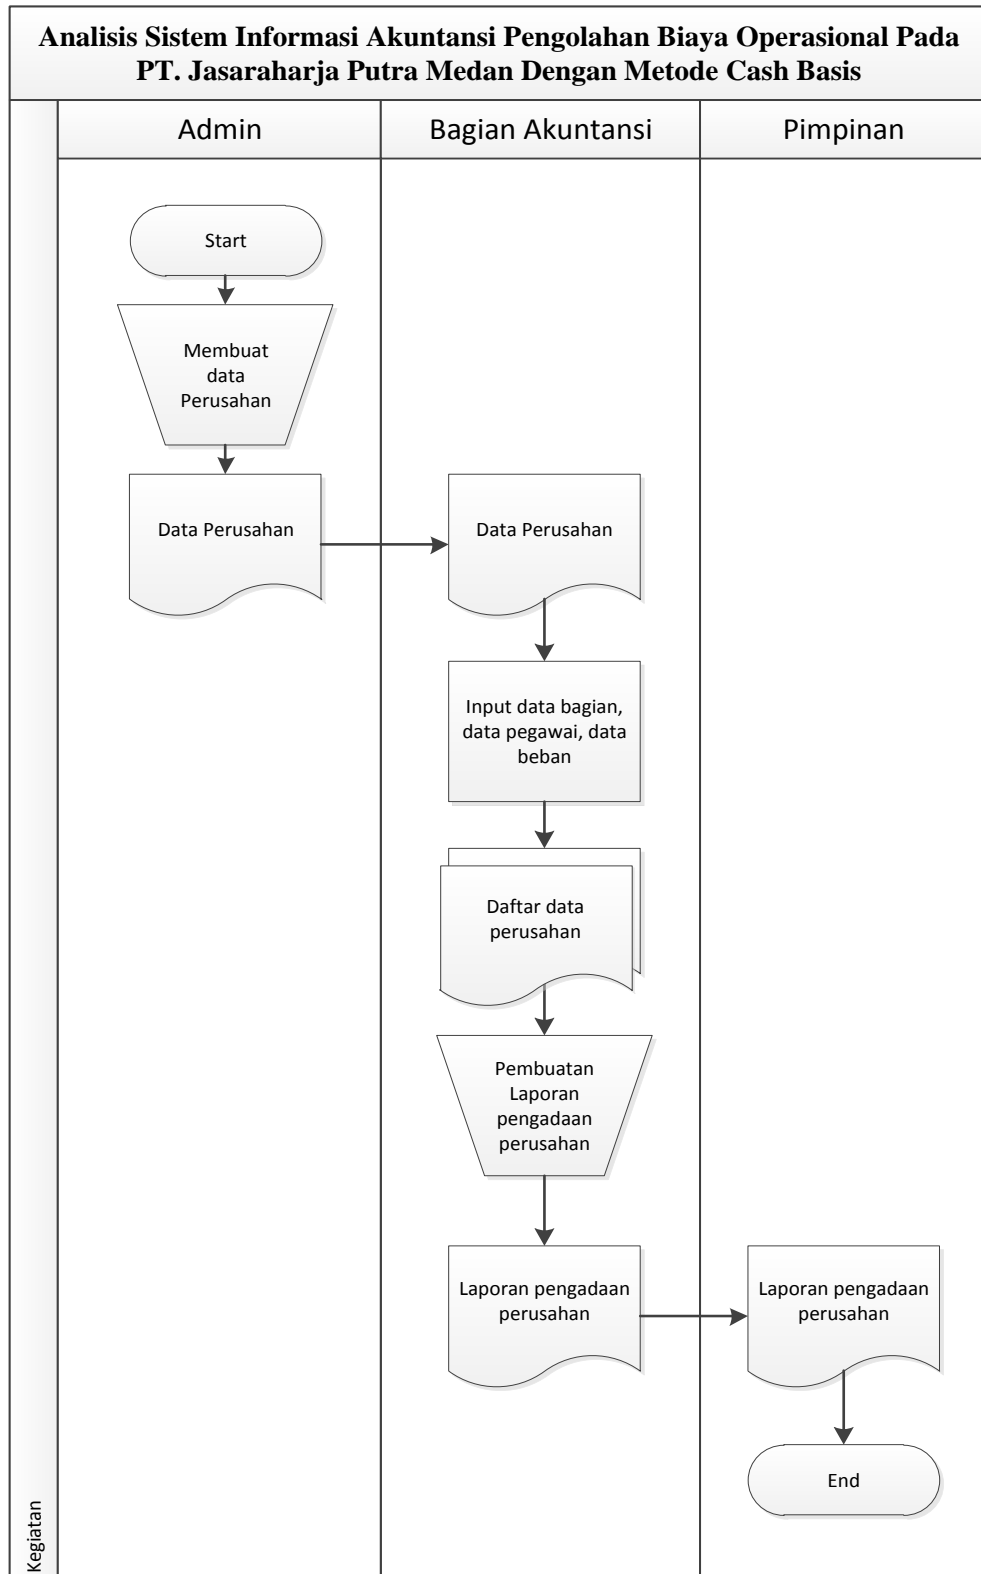 Analisis Sistem Informasi Akuntansi Pengolahan Biaya Operasional Pada
PT. Jasaraharja Putra Medan Dengan Metode Cash Basis
Admin
Bagian Akuntansi
Pimpinan
Start
Membuat
data
Perusahan
Data Perusahan
Data Perusahan
Input data bagian,
data pegawai, data
beban
Daftar data
perusahan
Pembuatan
Laporan
pengadaan
perusahan
Laporan pengadaan
perusahan
Laporan pengadaan
perusahan
End
Kegiatan